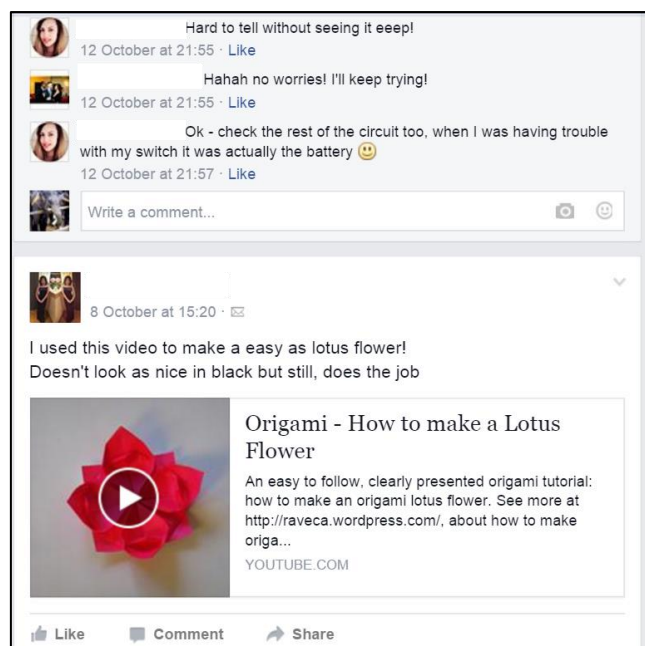 Hard to tell without seeing it eeep!
12 October at 21:55 · Like
Hahah no worries! I'll keep trying!
12 October at 21:55 · Like
Ok - check the rest of the circuit too, when I was having trouble
with my switch it was actually the battery
12 October at 21:57 · Like
Write a comment...
8 October at 15:20 ·
I used this video to make a easy as lotus flower!
Doesn't look as nice in black but still, does the job
Origami - How to make a Lotus
Flower
An easy to follow, clearly presented origami tutorial:
how to make an origami lotus flower. See more at
http://raveca.wordpress.com/, about how to make
origa...
YOUTUBE.COM
Like Comment Share